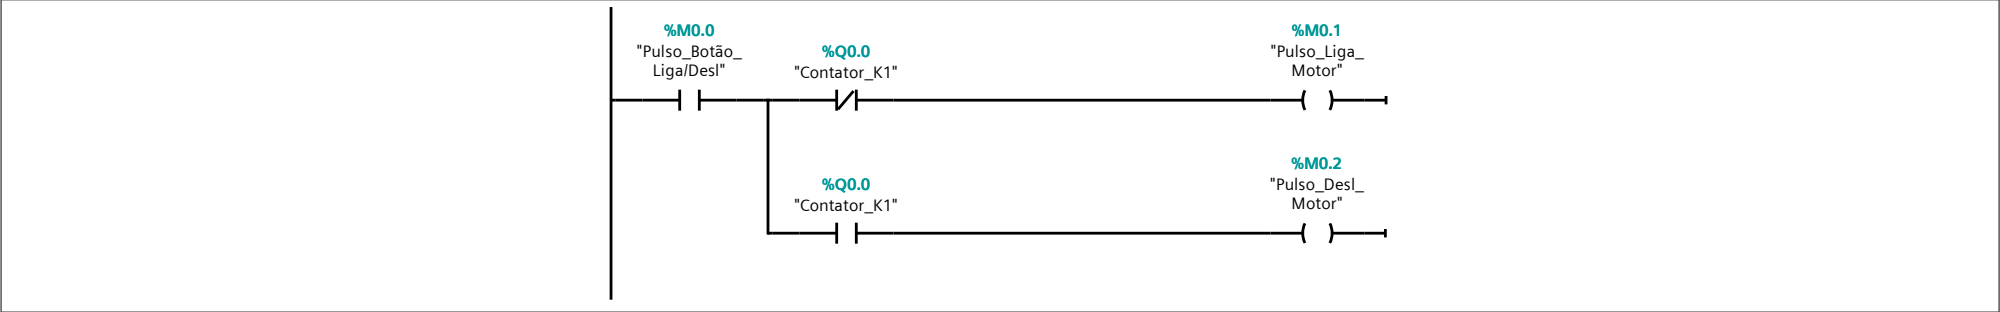 %M0.0
"Pulso_Botão_
Liga/Desl"
%Q0.0
"Contator_K1"
%M0.1
"Pulso_Liga_
Motor"
%Q0.0
"Contator_K1"
%M0.2
"Pulso_Desl_
Motor"